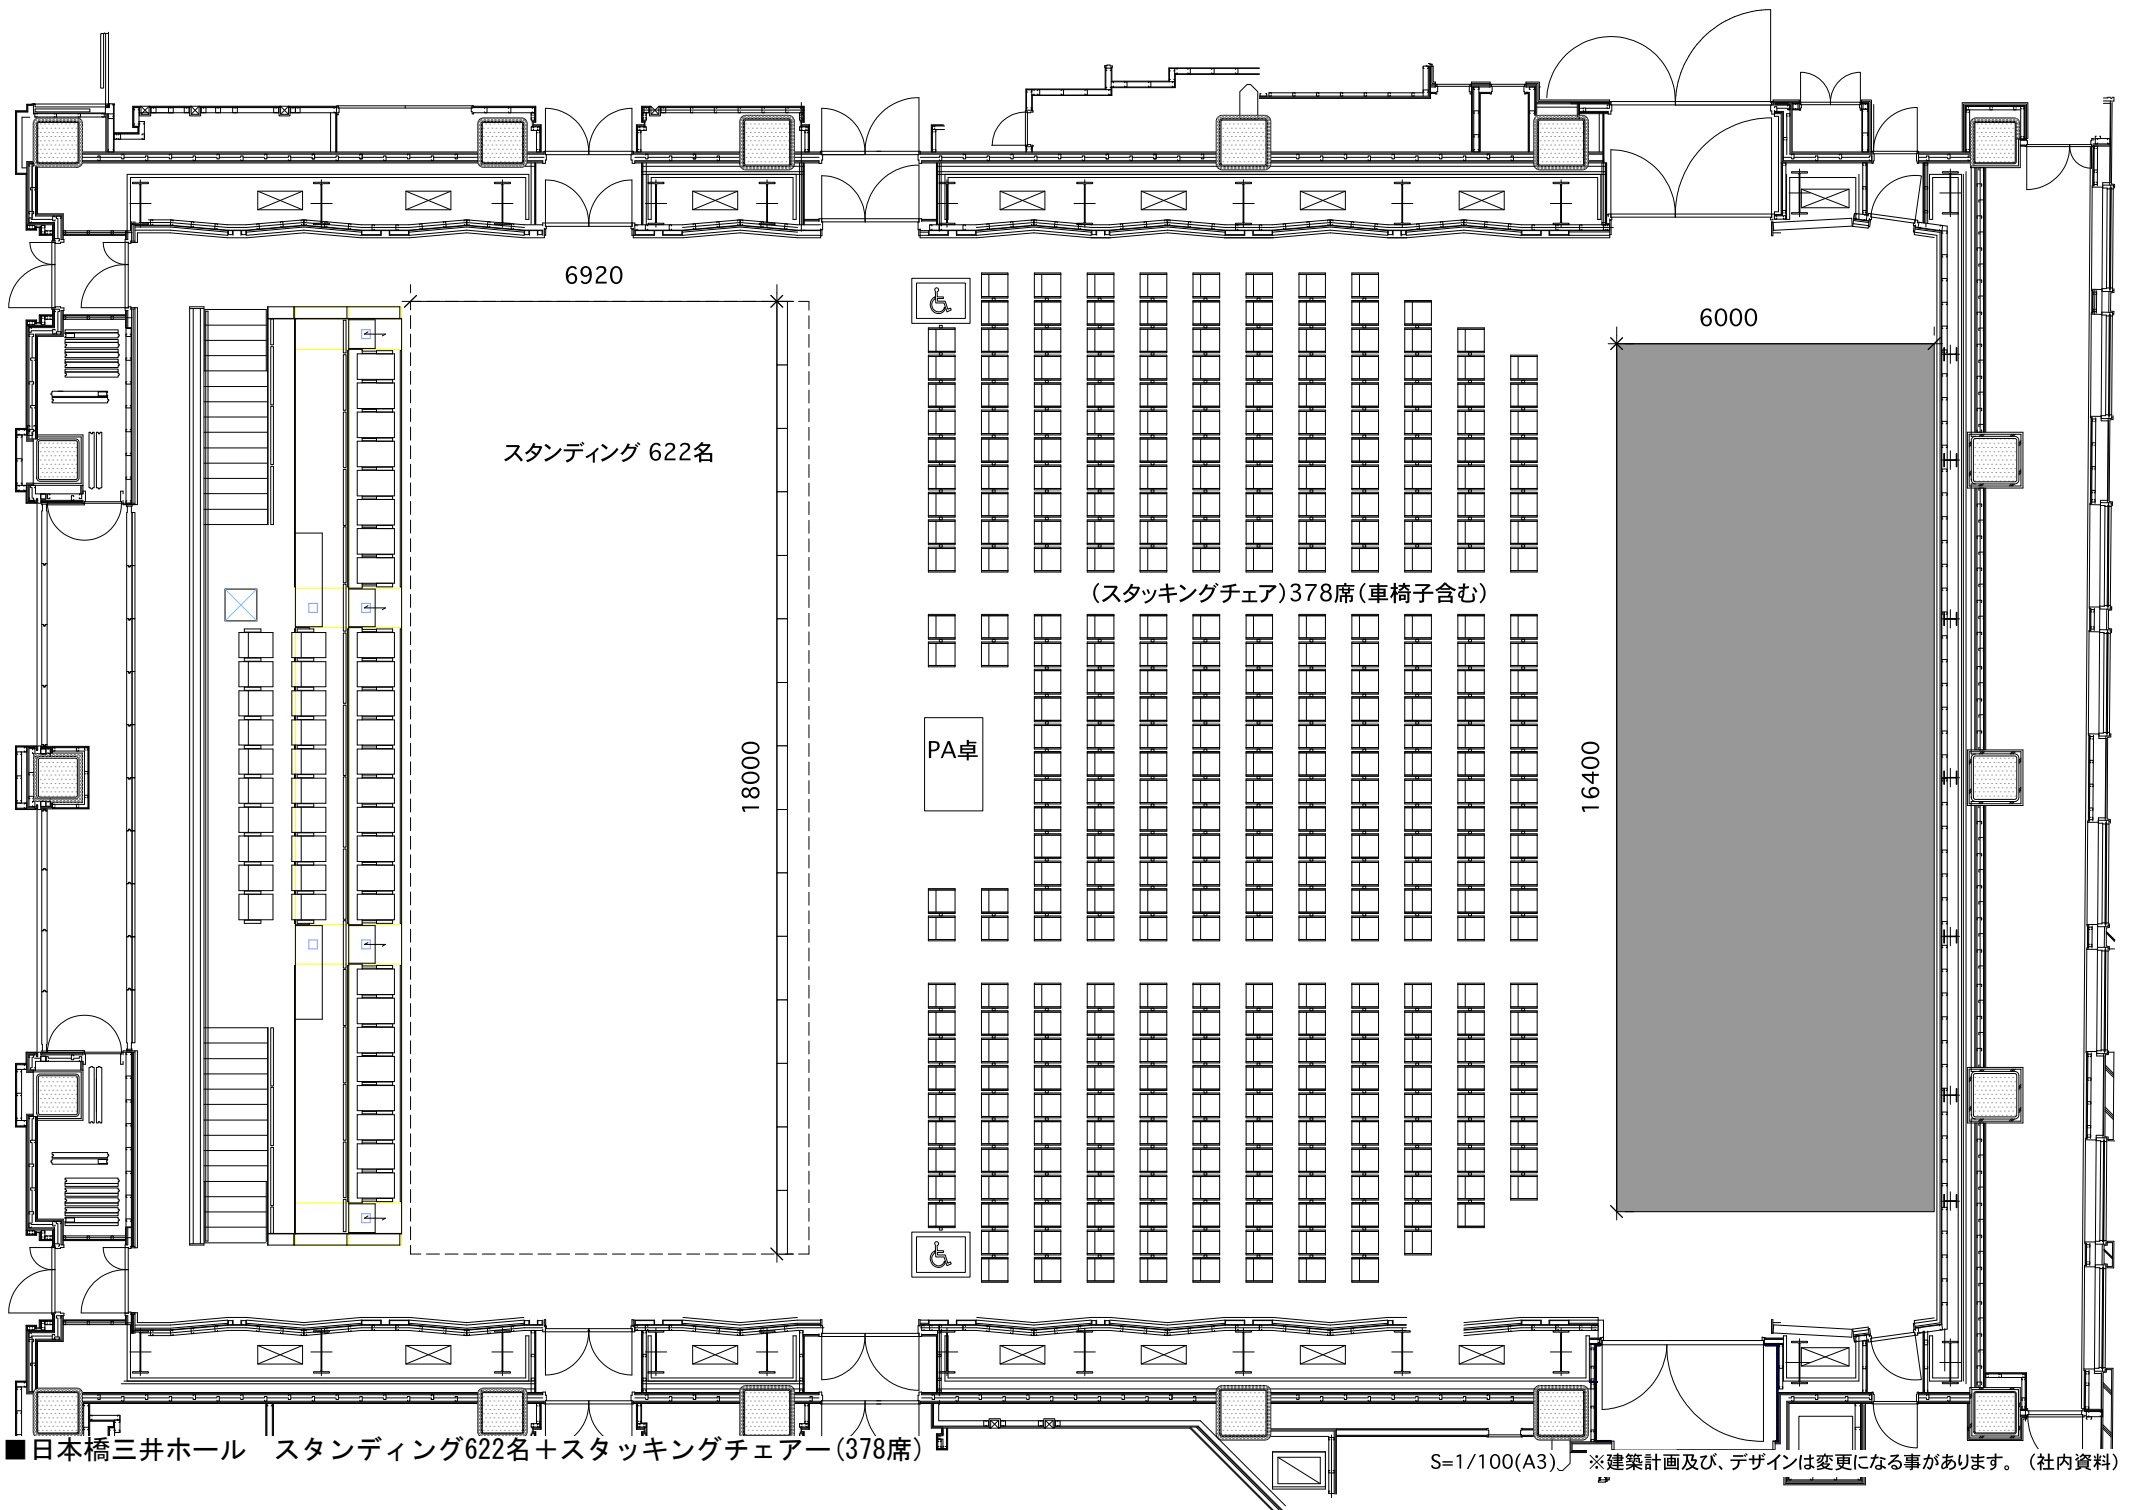 6920
6000
スタンディング 622名
(スタッキングチェア)378席(車椅子含む)
PA卓
18000
16400
■日本橋三井ホール　スタンディング622名＋スタッキングチェアー(378席)
S=1/100(A3)
※建築計画及び、デザインは変更になる事があります。（社内資料）